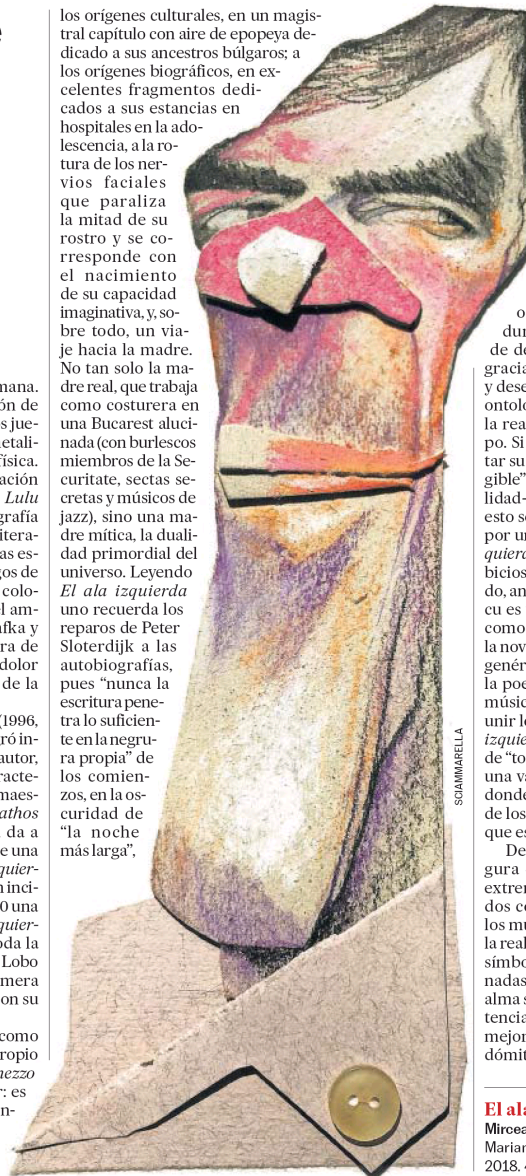 los orígenes culturales, en un magis-
tral capítulo con aire de epopeya de-
dicado a sus ancestros búlgaros; a
los orígenes biográficos, en ex-
celentes fragmentos dedi-
cados a sus estancias en
hospitales en la ado-
lescencia, a la ro-
tura de los ner-
vios faciales
que paraliza
la mitad de su
rostro y se co-
rresponde con
el nacimiento
de su capacidad
imaginativa, y, so-
bre todo, un via-
je hacia la madre.
No tan solo la ma-
dre real, que trabaja
como costurera en
una Bucarest aluci-
nada (con burlescos
miembros de la Se-
curitate, sectas se-
cretas y músicos de
jazz), sino una ma-
dre mítica, la duali-
dad primordial del
universo. Leyendo
El ala izquierda
uno recuerda los
reparos de Peter
Sloterdijk a las
autobiografías,
pues “nunca la
escritura pene-
tra lo suficien-
te en la negru-
ra propia” de
los comien-
zos, en la os-
curidad de
“la noche
más larga”,
SCIAMMARELLA
mana.
ón de
s jue-
etali-
física.
ación
Lulu
grafía
itera-
as es-
gos de
colo-
el am-
afka y
ra de
dolor
de la
(1996,
ró in-
autor,
racte-
maes-
athos
da a
e una
quier-
n inci-
0 una
quier-
oda la
Lobo
mera
on su
como
ropio
mezzo
r: es
n-
o
dur
de de
gracia
y dese
ontolo
la rea
po. Si
tar su
gible”
lidad-
esto se
por un
quiera
bicios
do, an
cu es
como
la nov
genér
la poe
músic
unir lo
izquie
de “to
una va
donde
de los
que es
De
gura
extrem
dos co
los mu
la real
símbo
nadas
alma s
tencia
mejor
dómit
El ala
Mircea
Marian
2018.